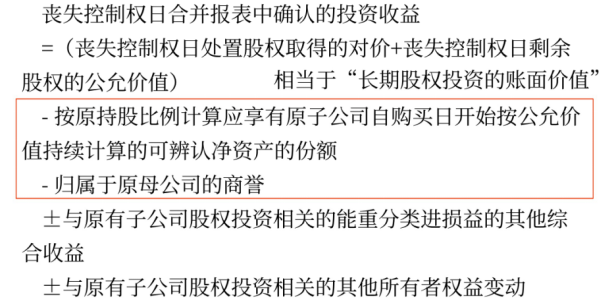 丧失控制权日合并报表中确认的投资收益
=（丧失控制权日处置股权取得的对价+丧失控制权日剩余
股权的公允价值） 相当于“长期股权投资的账面价值”
- 按原持股比例计算应享有原子公司自购买日开始按公允价
值持续计算的可辨认净资产的份额
- 归属于原母公司的商誉
±与原有子公司股权投资相关的能重分类进损益的其他综
合收益
±与原有子公司股权投资相关的其他所有者权益变动